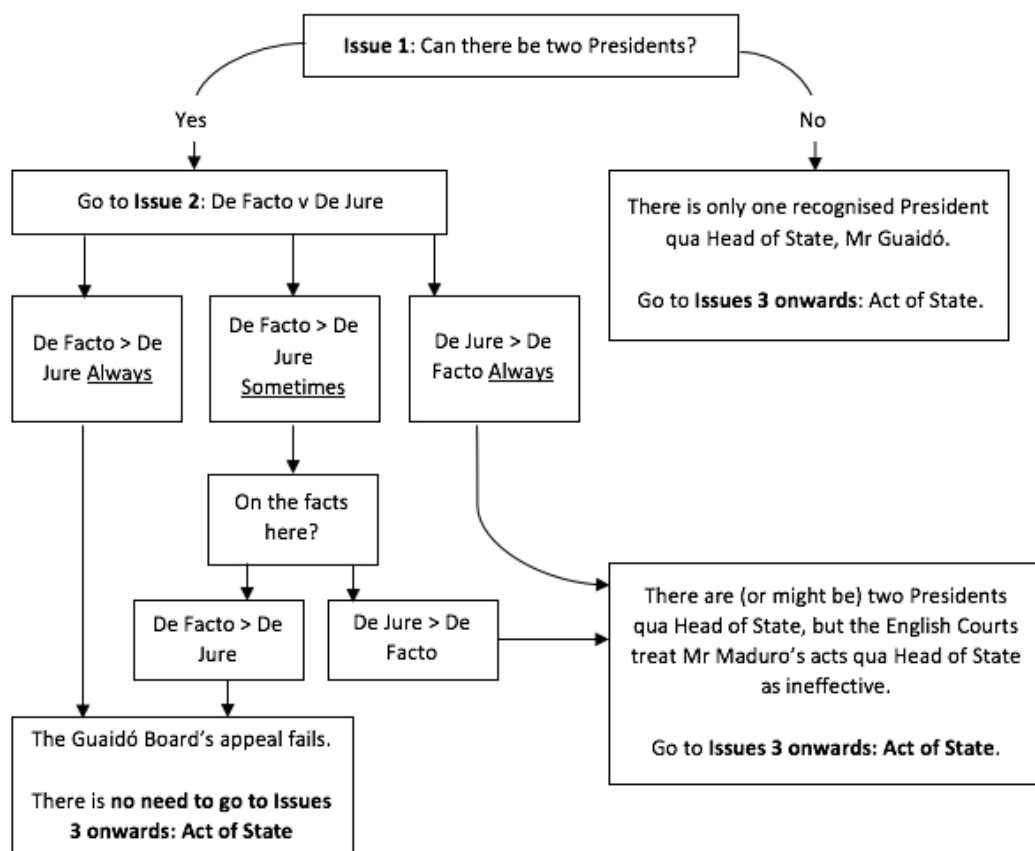 Issue 1: Can there be two Presidents?
Yes
No
Go to Issue 2: De Facto v De Jure
There is only one recognised President
qua Head of State, Mr Guaidó.
Go to Issues 3 onwards: Act of State.
De Facto > De
Jure Always
De Facto > De
Jure
Sometimes
De Jure > De
Facto Always
On the facts
here?
De Facto > De
Jure
De Jure > De
Facto
There are (or might be) two Presidents
qua Head of State, but the English Courts
treat Mr Maduro’s acts qua Head of State
as ineffective.
Go to Issues 3 onwards: Act of State.
The Guaidó Board’s appeal fails.
There is no need to go to Issues
3 onwards: Act of State